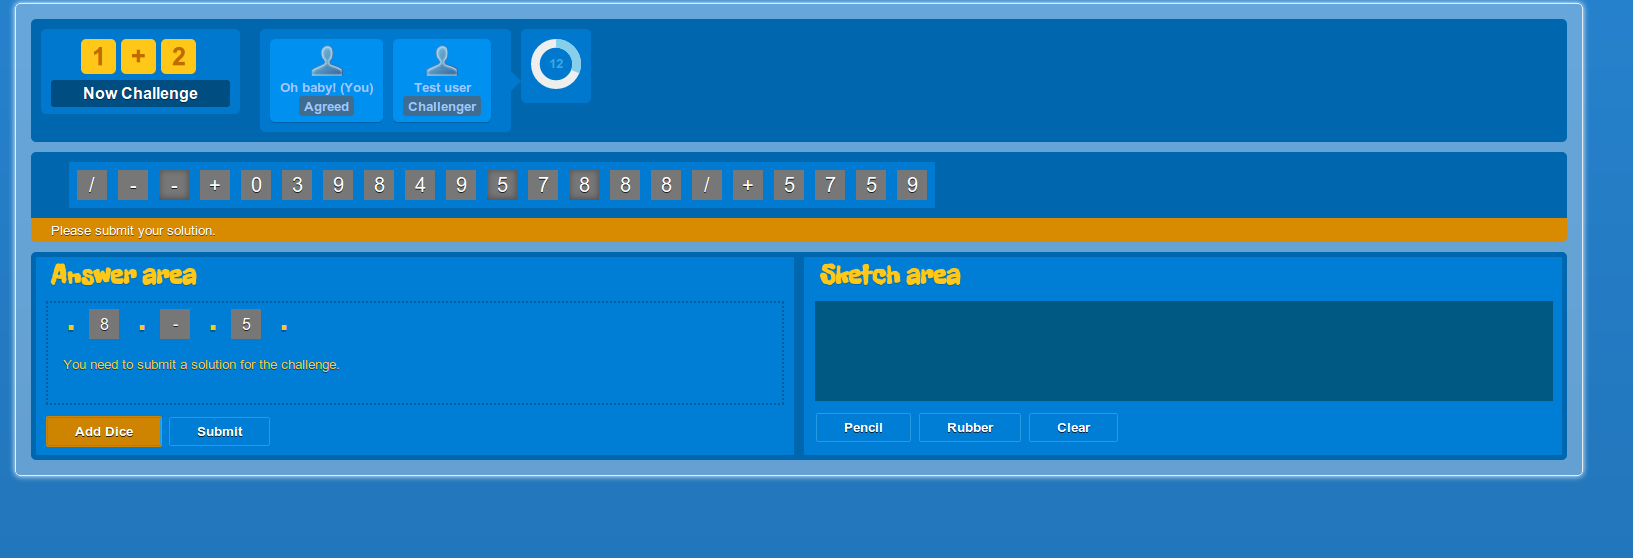 1 + 2
Now Challenge
Oh baby! (You)
Agreed
Test user
Challenger
12
/ - - + 0 3 9 8 4 9 5 7 8 8 8 / + 5 7 5 9
Please submit your solution.
Answer area
. 8 . - . 5 .
You need to submit a solution for the challenge.
Add Dice
Submit
Sketch area
Pencil
Rubber
Clear